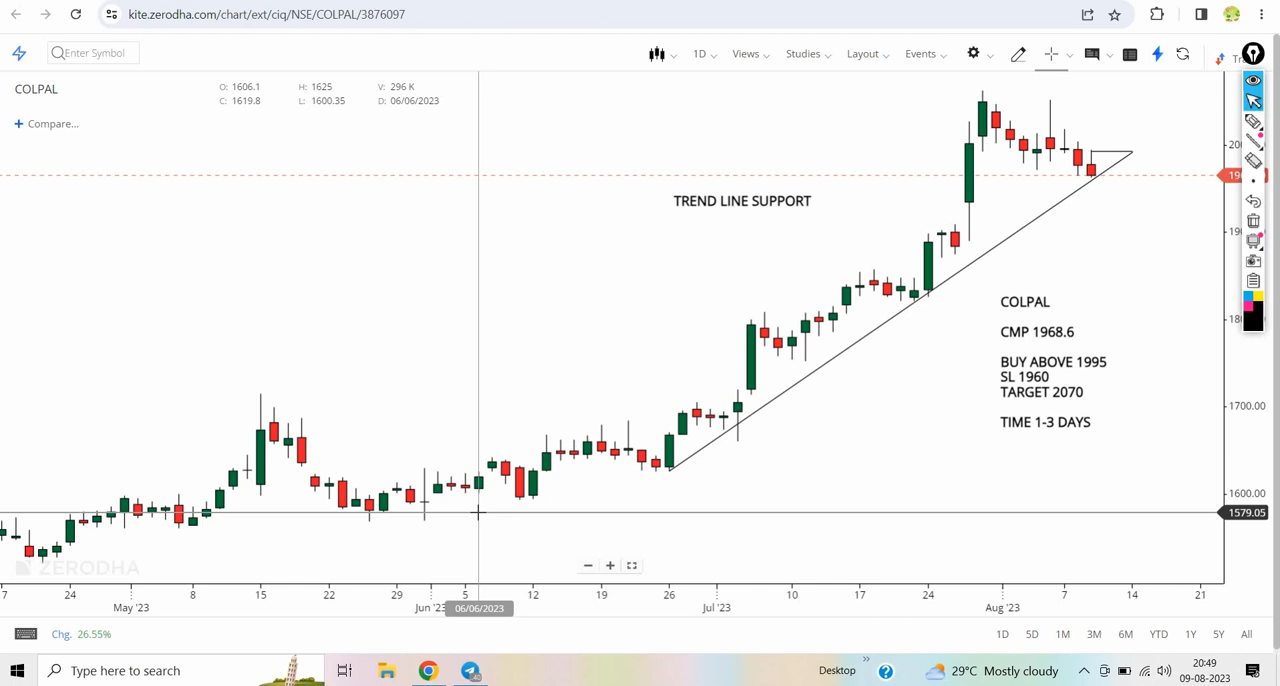 kite.zerodha.com/chart/ext/ciq/NSE/COLPAL/3876097
Enter Symbol
1D
Views
Studies
Layout
Events
COLPAL
O: 1606.1
H: 1625
V: 296 K
C: 1619.8
L: 1600.35
D: 06/06/2023
+ Compare...
TREND LINE SUPPORT
COLPAL
CMP 1968.6
BUY ABOVE 1995
SL 1960
TARGET 2070
TIME 1-3 DAYS
1700.00
1600.00
1579.05
ZERODHA
7 24 8 15 22 29 5 12 19 26 10 17 24 7 14 21
May '23 Jun '23 06/06/2023 Jul '23 Aug '23
Chg. 26.55%
1D 5D 1M 3M 6M YTD 1Y 5Y All
Type here to search
Desktop
29°C Mostly cloudy
20:49
09-08-2023